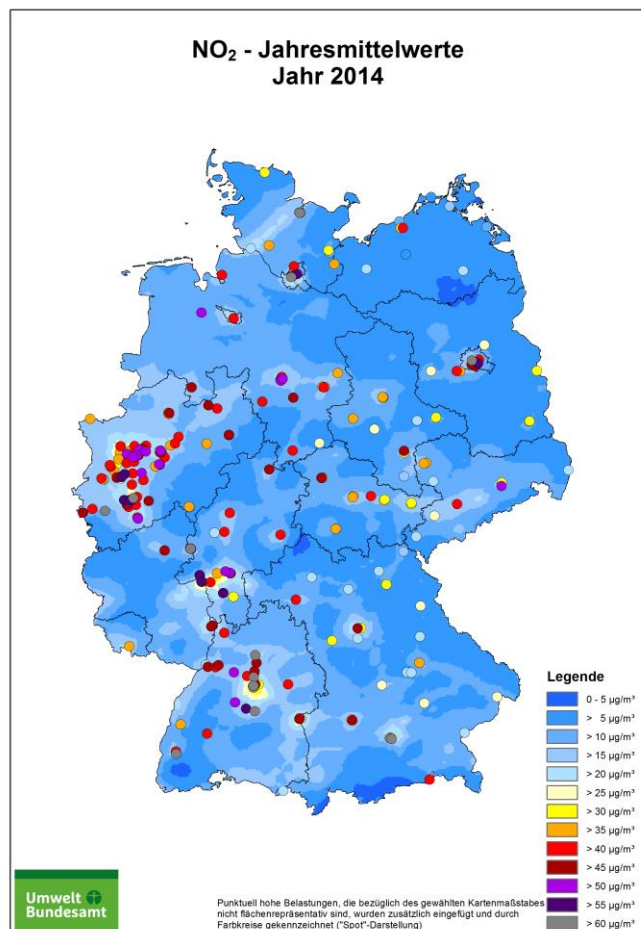 NO₂ - Jahresmittelwerte
Jahr 2014
Legende
0 - 5 µg/m³
> 5 µg/m³
> 10 µg/m³
> 15 µg/m³
> 20 µg/m³
> 25 µg/m³
> 30 µg/m³
> 35 µg/m³
> 40 µg/m³
> 45 µg/m³
> 50 µg/m³
> 55 µg/m³
> 60 µg/m³
Umwelt
Bundesamt
Punktuell hohe Belastungen, die bezüglich des gewählten Kartenmaßstabes
nicht flächenrepräsentativ sind, wurden zusätzlich eingefügt und durch
Farbkreise gekennzeichnet ("Spot"-Darstellung)